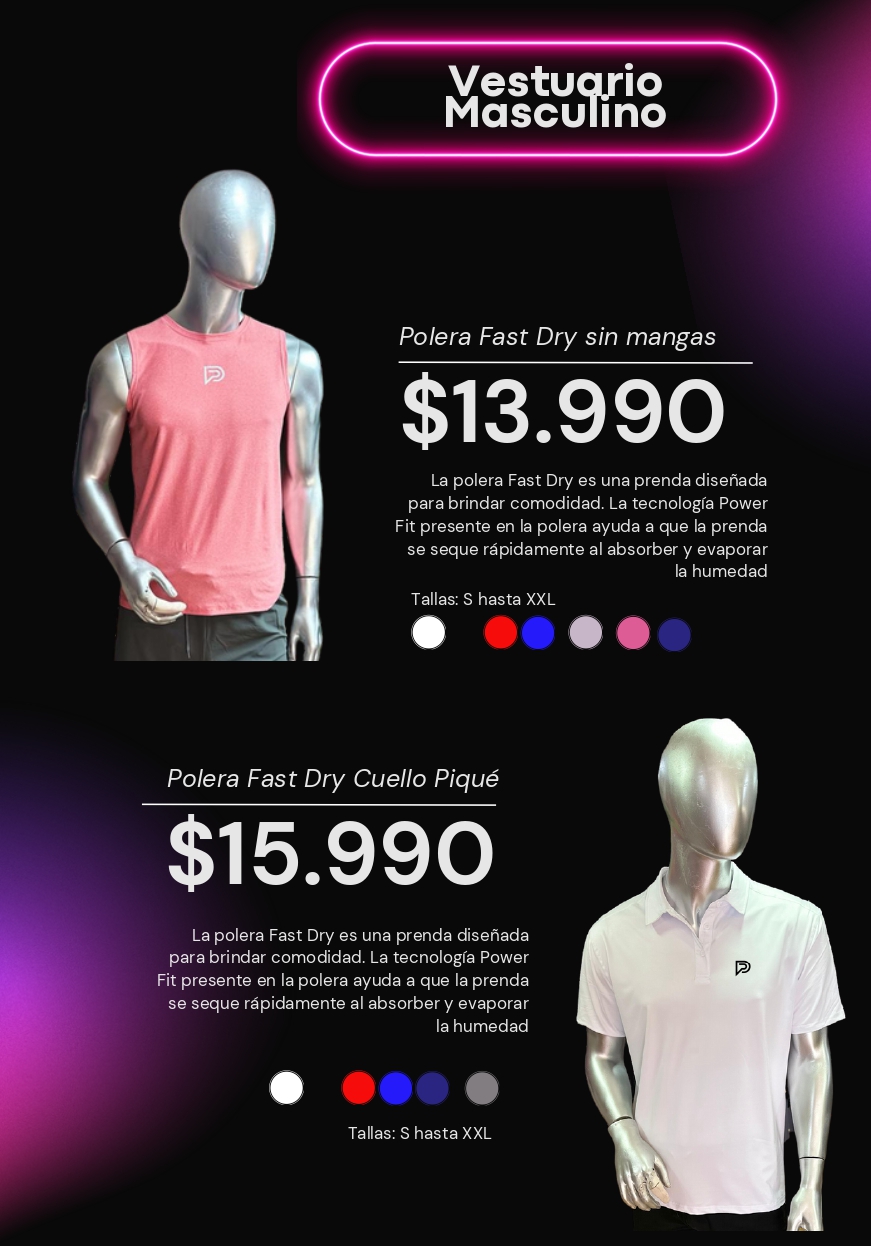 Vestuario
Masculino
Polera Fast Dry sin mangas
$13.990
La polera Fast Dry es una prenda diseñada
para brindar comodidad. La tecnología Power
Fit presente en la polera ayuda a que la prenda
se seque rápidamente al absorber y evaporar
la humedad
Tallas: S hasta XXL
Polera Fast Dry Cuello Piqué
$15.990
La polera Fast Dry es una prenda diseñada
para brindar comodidad. La tecnología Power
Fit presente en la polera ayuda a que la prenda
se seque rápidamente al absorber y evaporar
la humedad
Tallas: S hasta XXL